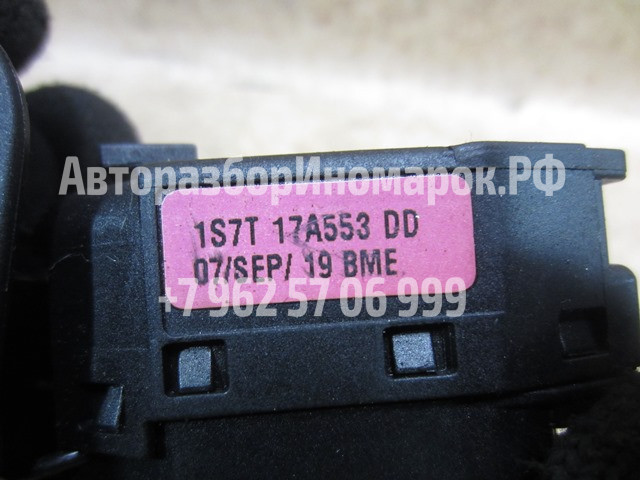 АвторазборИномарок.РФ
1S7T 17A553 DD
07/SEP/ 19 BME
+7 962 57 06 999